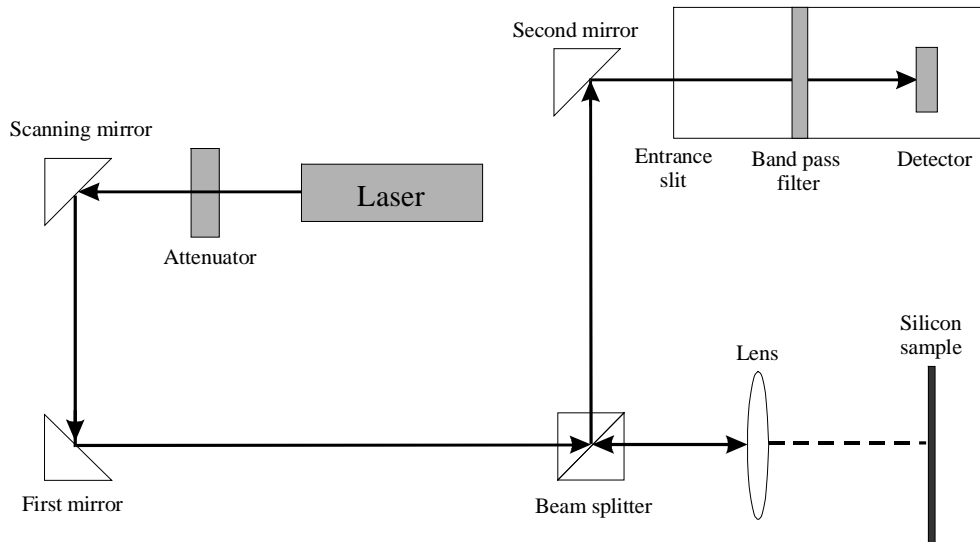 Second mirror
Scanning mirror
Laser
Attenuator
Entrance
slit
Band pass
filter
Detector
Silicon
sample
Lens
First mirror
Beam splitter